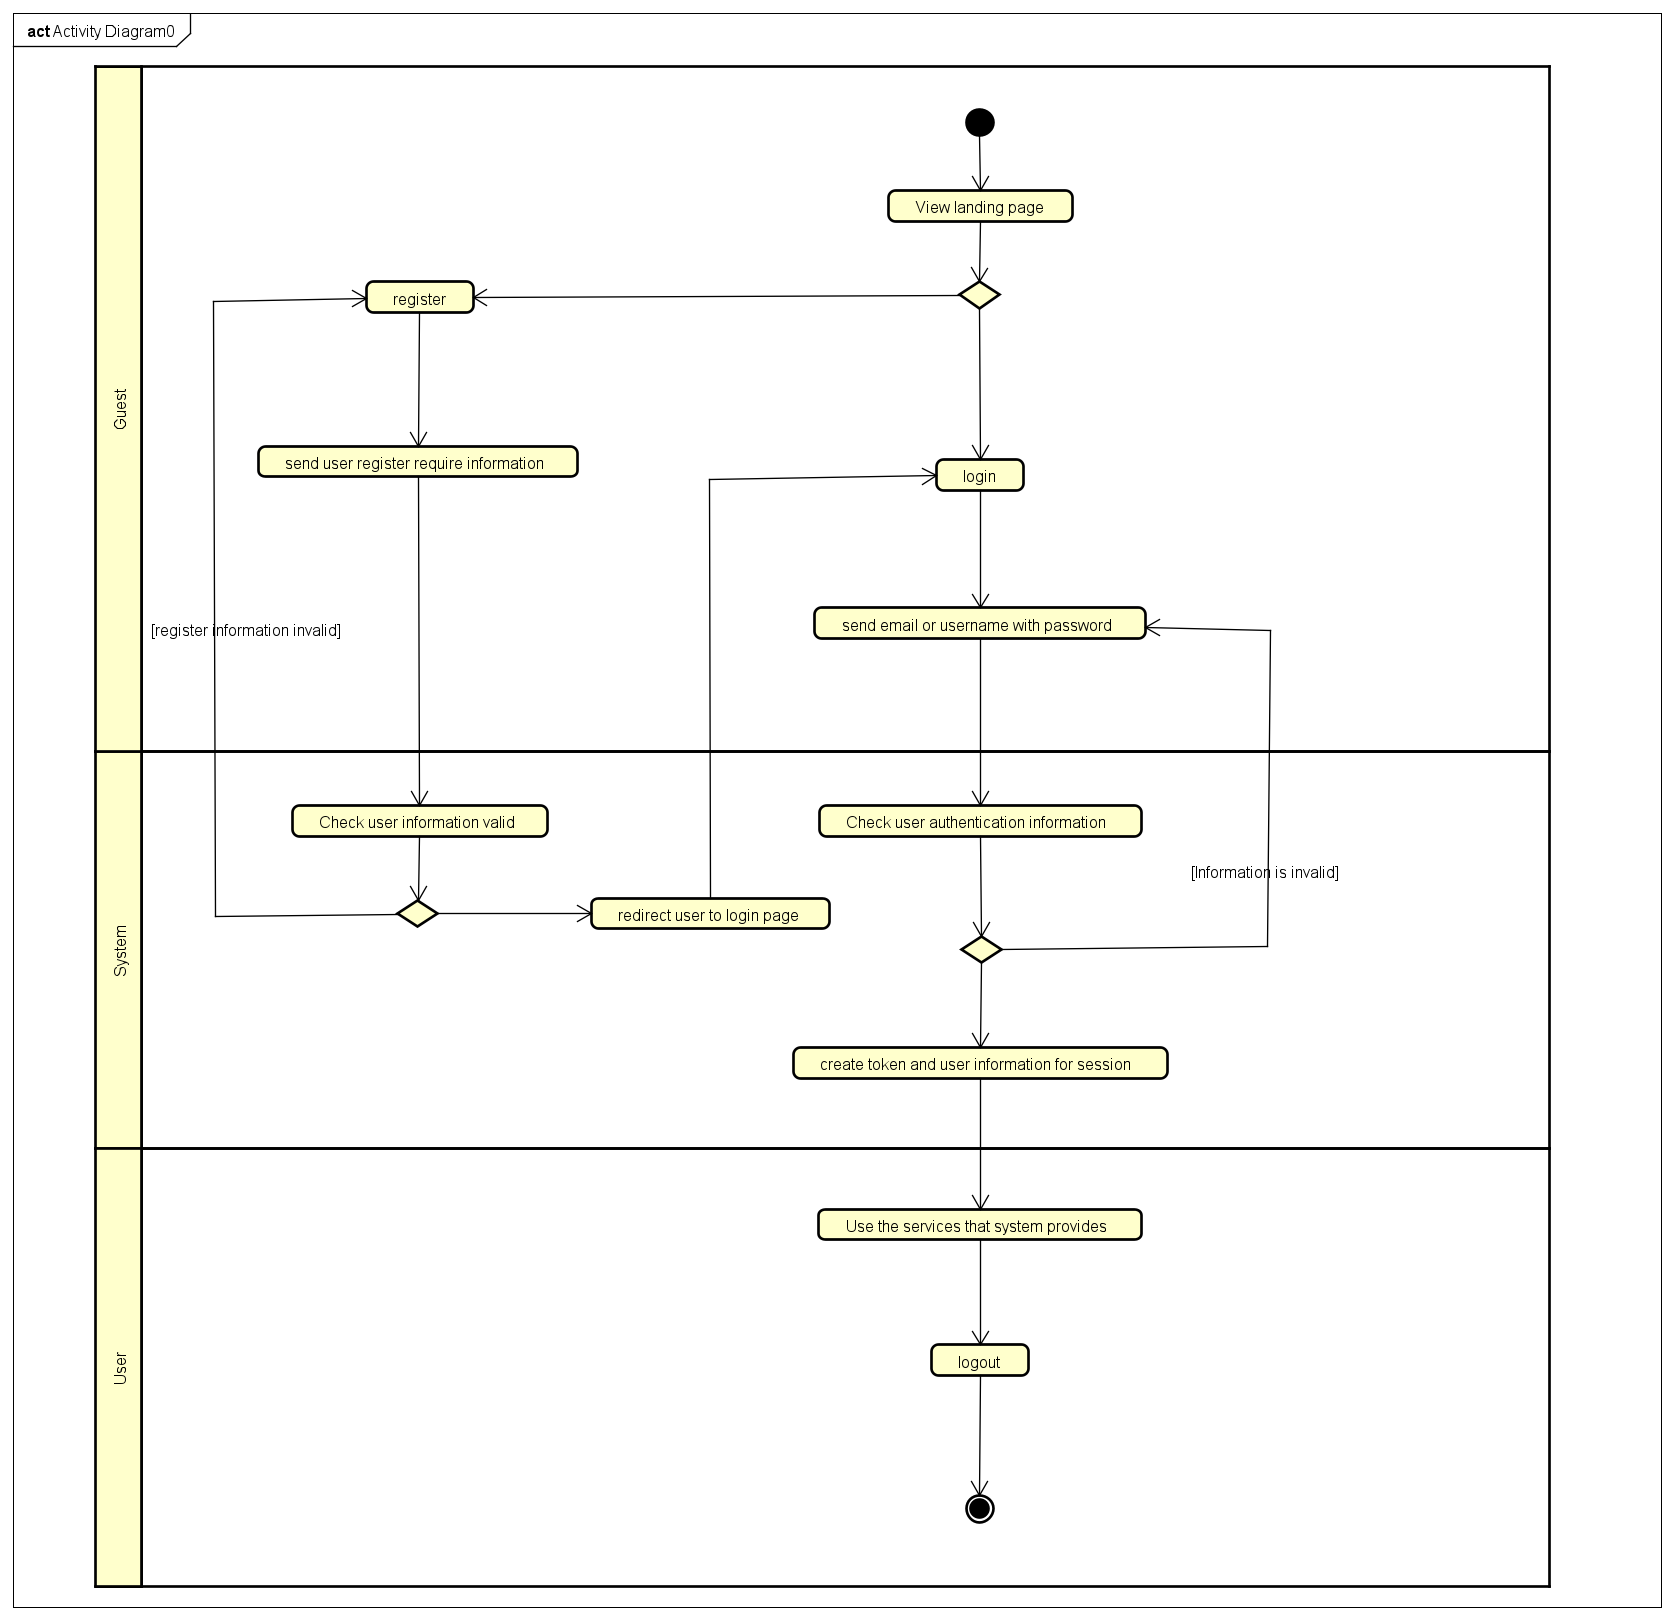 act Activity Diagram0
Guest
View landing page
register
send user register require information
login
[register information invalid]
send email or username with password
System
Check user information valid
Check user authentication information
[Information is invalid]
redirect user to login page
create token and user information for session
User
Use the services that system provides
logout